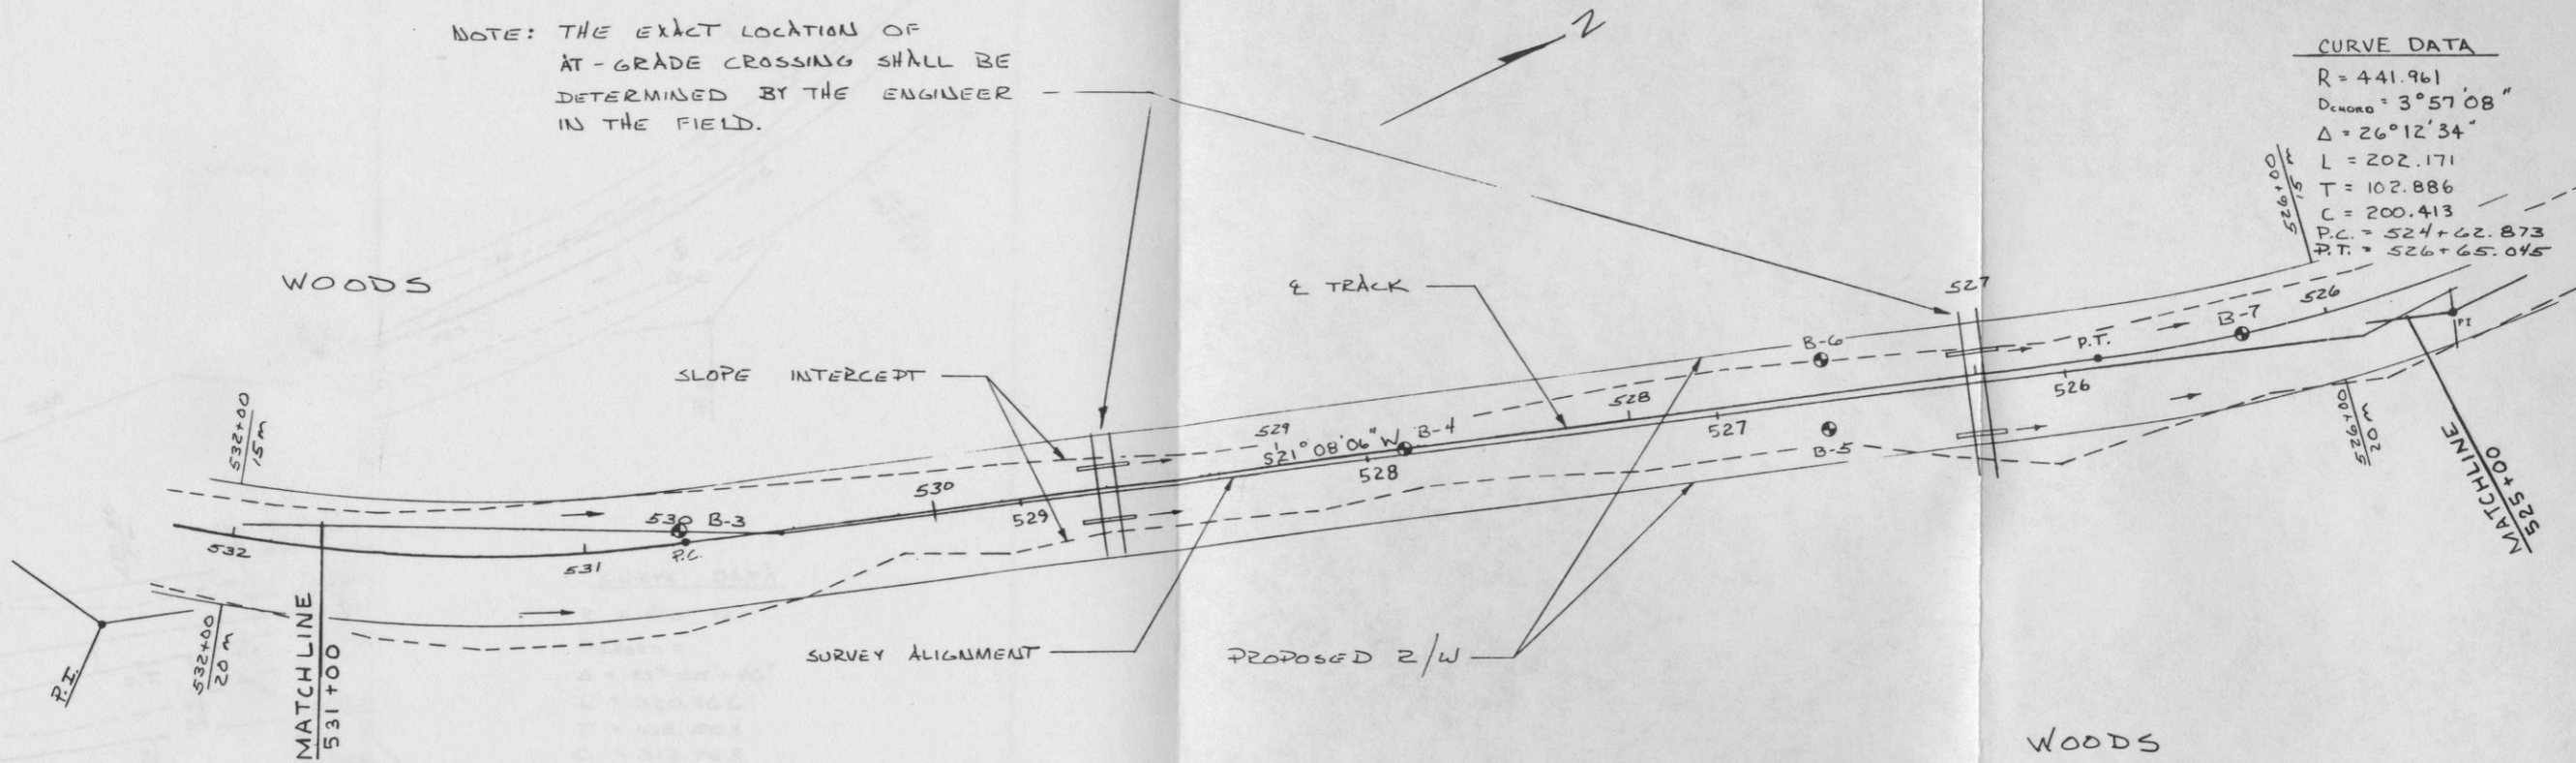 NOTE: THE EXACT LOCATION OF
AT-GRADE CROSSING SHALL BE
DETERMINED BY THE ENGINEER
IN THE FIELD.
N
CURVE DATA
R = 441.961
D CHORD = 3°57'08"
Δ = 26°12'34"
L = 202.171
T = 102.886
C = 200.413
P.C. = 524+62.873
P.T. = 526+65.045
525+00
15 m
WOODS
℄ TRACK
527
526
B-7
PI
B-6
P.T.
SLOPE INTERCEPT
528
526
527
529
S21°08'06"W
B-4
528
B-5
525+00
20 m
MATCHLINE
525+00
532+00
15 m
530
529
530
B-3
P.C.
532
531
MATCHLINE
531+00
532+00
20 m
P.I.
SURVEY ALIGNMENT
PROPOSED R/W
WOODS